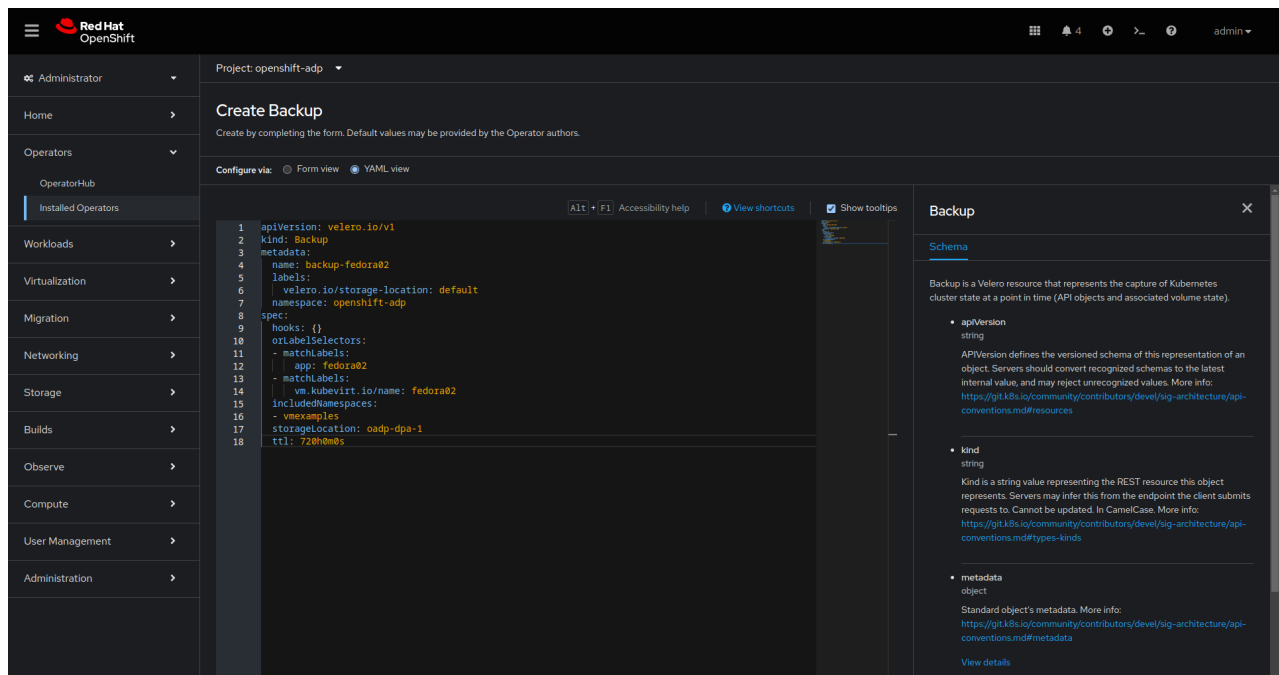 Red Hat
OpenShift
4
admin
Administrator
Home
Operators
OperatorHub
Installed Operators
Workloads
Virtualization
Migration
Networking
Storage
Builds
Observe
Compute
User Management
Administration
Project: openshift-adp
Create Backup
Create by completing the form. Default values may be provided by the Operator authors.
Configure via: Form view YAML view
Alt + F1 Accessibility help View shortcuts Show tooltips
1 apiVersion: velero.io/v1
2 kind: Backup
3 metadata:
4   name: backup-fedora02
5   labels:
6     velero.io/storage-location: default
7   namespace: openshift-adp
8 spec:
9   hooks: {}
10   orLabelSelectors:
11   - matchLabels:
12       app: fedora02
13   - matchLabels:
14       vm.kubevirt.io/name: fedora02
15   includedNamespaces:
16   - vmexamples
17   storageLocation: oadp-dpa-1
18   ttl: 720h0m0s
Backup
Schema
Backup is a Velero resource that represents the capture of Kubernetes
cluster state at a point in time (API objects and associated volume state).
• apiVersion
string
APIVersion defines the versioned schema of this representation of an
object. Servers should convert recognized schemas to the latest
internal value, and may reject unrecognized values. More info:
https://git.k8s.io/community/contributors/devel/sig-architecture/api-
conventions.md#resources
• kind
string
Kind is a string value representing the REST resource this object
represents. Servers may infer this from the endpoint the client submits
requests to. Cannot be updated. In CamelCase. More info:
https://git.k8s.io/community/contributors/devel/sig-architecture/api-
conventions.md#types-kinds
• metadata
object
Standard object's metadata. More info:
https://git.k8s.io/community/contributors/devel/sig-architecture/api-
conventions.md#metadata
View details